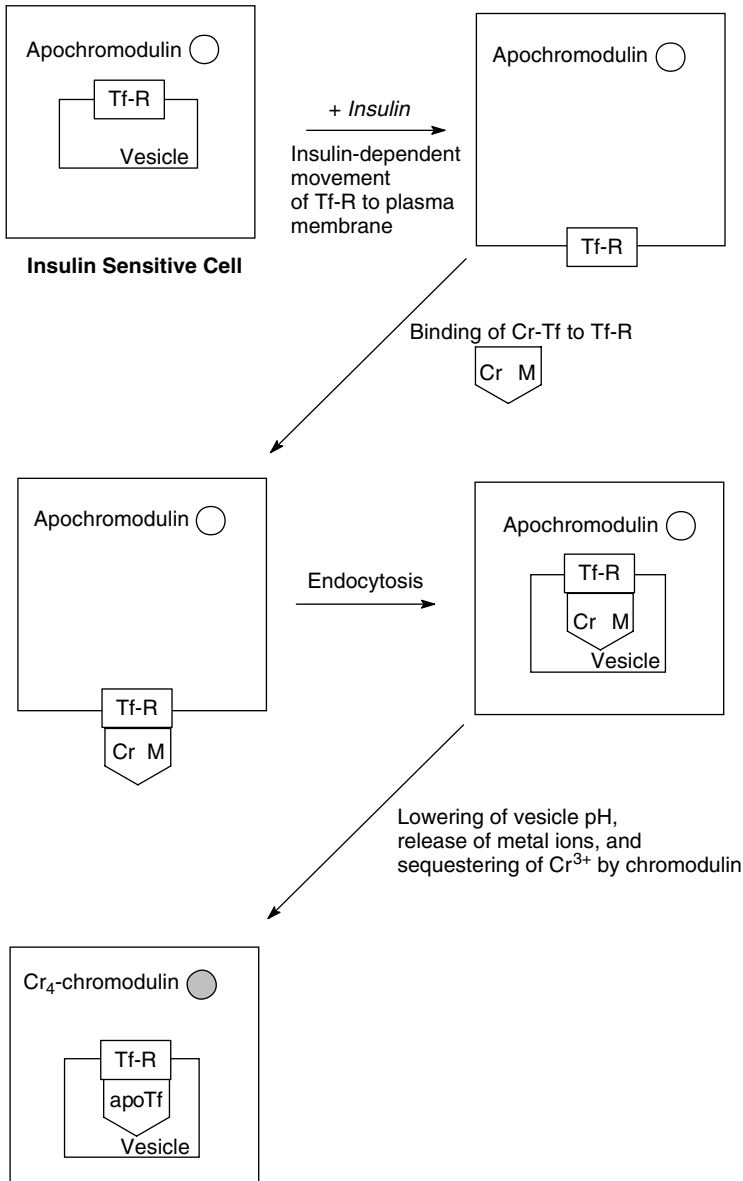 Apochromodulin
Tf-R
Vesicle
Insulin Sensitive Cell
+ Insulin
Insulin-dependent
movement
of Tf-R to plasma
membrane
Apochromodulin
Tf-R
Binding of Cr-Tf to Tf-R
Cr M
Apochromodulin
Tf-R
Cr M
Endocytosis
Apochromodulin
Tf-R
Cr M
Vesicle
Lowering of vesicle pH,
release of metal ions, and
sequestering of Cr³⁺ by chromodulin
Cr₄-chromodulin
Tf-R
apoTf
Vesicle